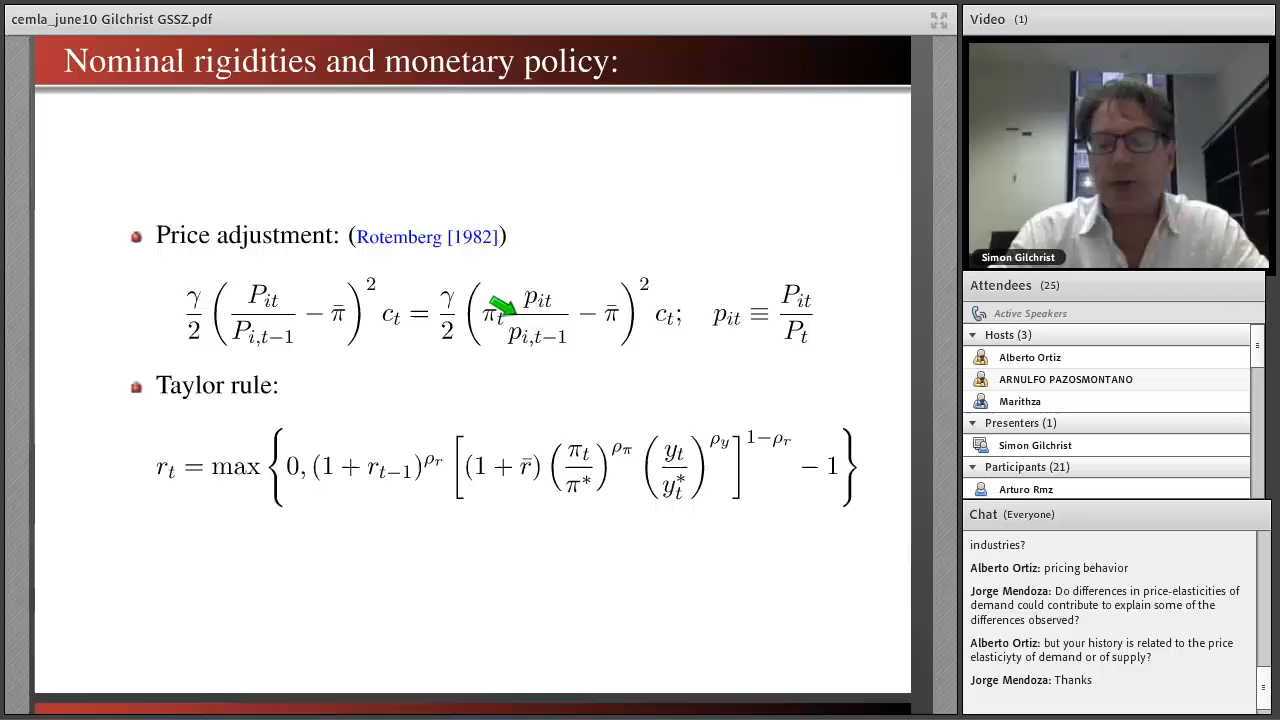 cemla_june10 Gilchrist GSSZ.pdf
Nominal rigidities and monetary policy:
Price adjustment: (Rotemberg [1982])
γ/2 (P_it/P_i,t−1 − π̄)^2 c_t = γ/2 (π_t p_it/p_i,t−1 − π̄)^2 c_t; p_it ≡ P_it/P_t
Taylor rule:
r_t = max {0, (1 + r_t−1)^ρ_r [(1 + r̄) (π_t/π*)^ρ_π (y_t/y_t*)^ρ_y]^1−ρ_r − 1}
Video (1)
Simon Gilchrist
Attendees (25)
Active Speakers
Hosts (3)
Alberto Ortiz
ARNULFO PAZOSMONTANO
Marithza
Presenters (1)
Simon Gilchrist
Participants (21)
Arturo Rmz
Chat (Everyone)
industries?
Alberto Ortiz: pricing behavior
Jorge Mendoza: Do differences in price-elasticities of
demand could contribute to explain some of the
differences observed?
Alberto Ortiz: but your history is related to the price
elasticiyty of demand or of supply?
Jorge Mendoza: Thanks